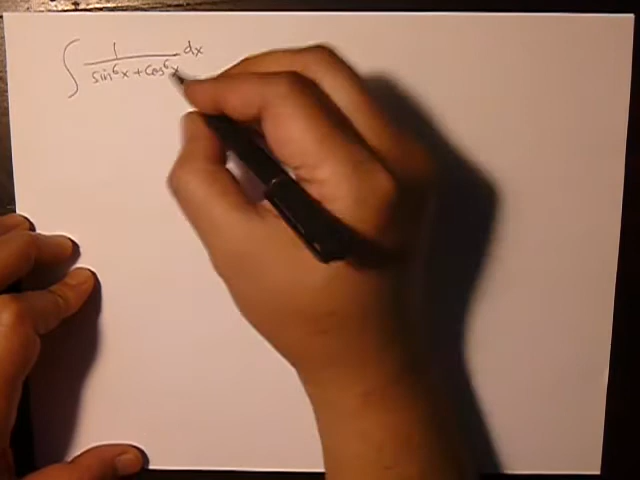 ∫ 1/(sin⁶x + cos⁶x) dx